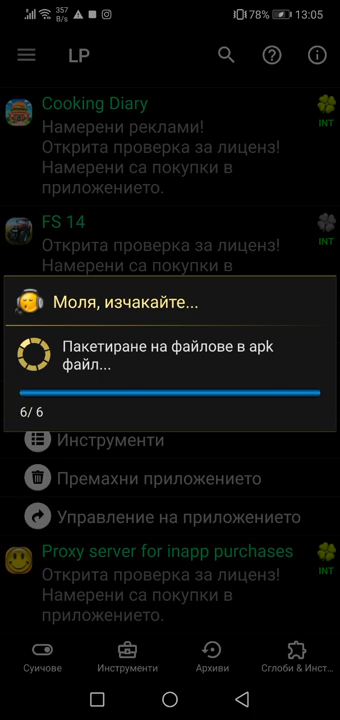 357
B/s
78%
13:05
LP
Cooking Diary
Намерени реклами!
Открита проверка за лиценз!
Намерени са покупки в
приложението.
INT
FS 14
Открита проверка за лиценз!
Намерени са покупки в
INT
Моля, изчакайте...
Пакетиране на файлове в apk
файл...
6/ 6
Инструменти
Премахни приложението
Управление на приложението
Proxy server for inapp purchases
Открита проверка за лиценз!
Намерени са покупки в
приложението.
INT
Суичове
Инструменти
Архиви
Сглоби & Инст...